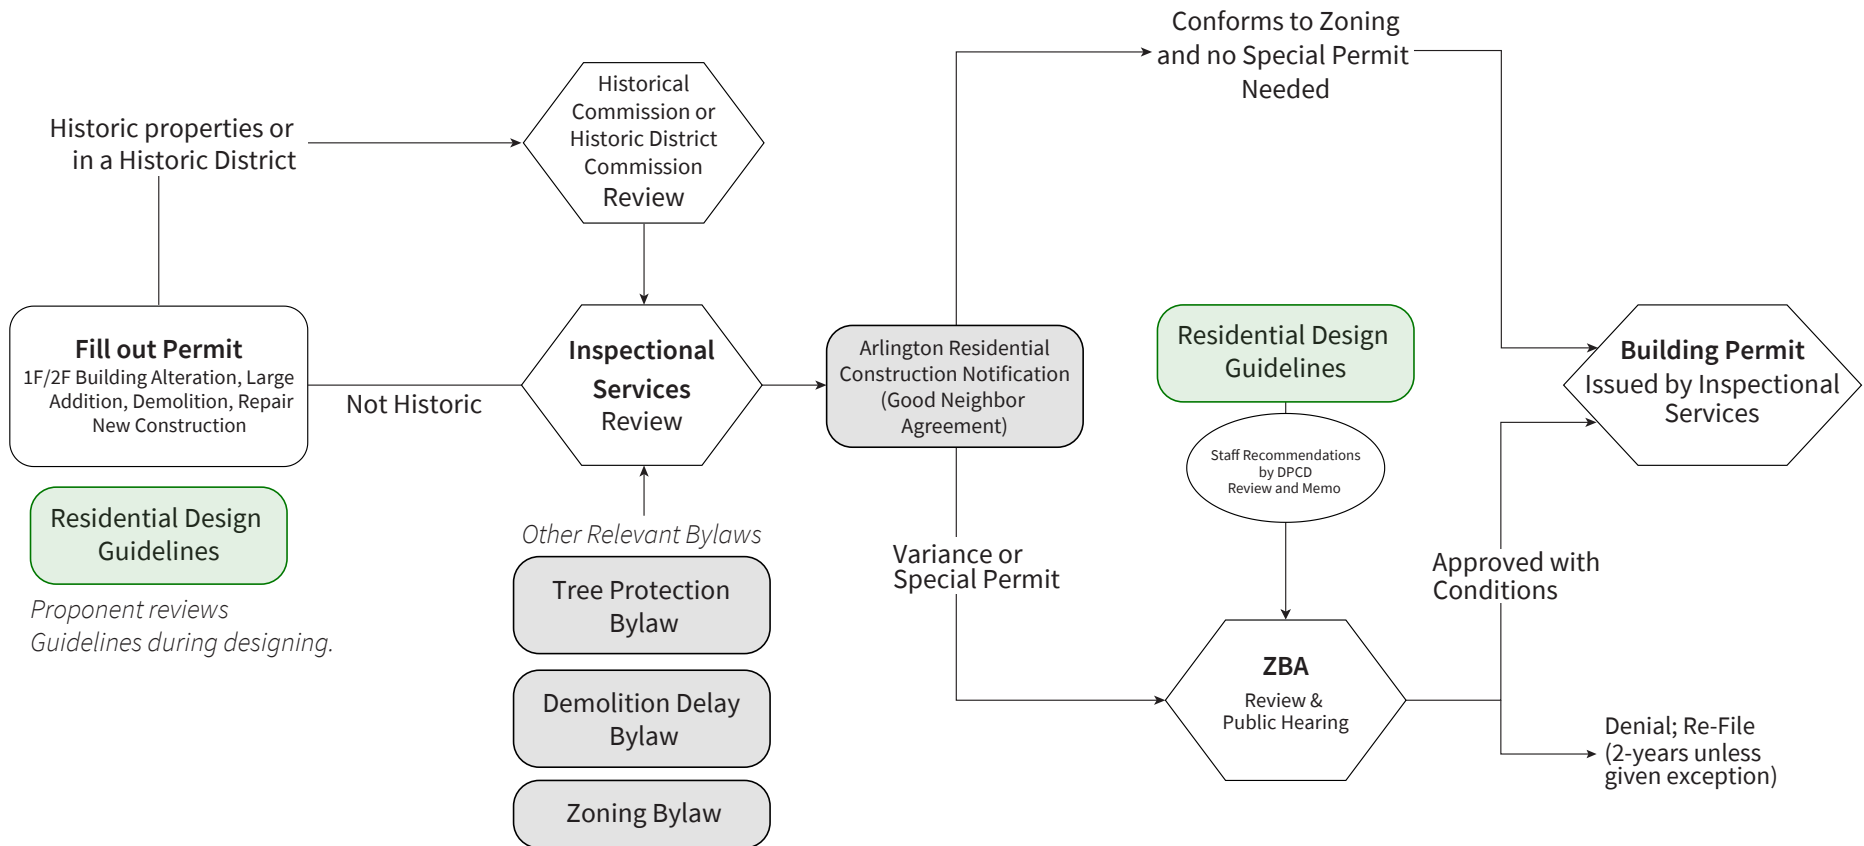 Historic properties or
in a Historic District
Historical
Commission or
Historic District
Commission
Review
Conforms to Zoning
and no Special Permit
Needed
Fill out Permit
1F/2F Building Alteration, Large
Addition, Demolition, Repair
New Construction
Not Historic
Inspectional
Services
Review
Arlington Residential
Construction Notification
(Good Neighbor
Agreement)
Residential Design
Guidelines
Staff Recommendations
by DPCD
Review and Memo
Building Permit
Issued by Inspectional
Services
Residential Design
Guidelines
Proponent reviews
Guidelines during designing.
Other Relevant Bylaws
Tree Protection
Bylaw
Demolition Delay
Bylaw
Zoning Bylaw
Variance or
Special Permit
ZBA
Review &
Public Hearing
Approved with
Conditions
Denial; Re-File
(2-years unless
given exception)